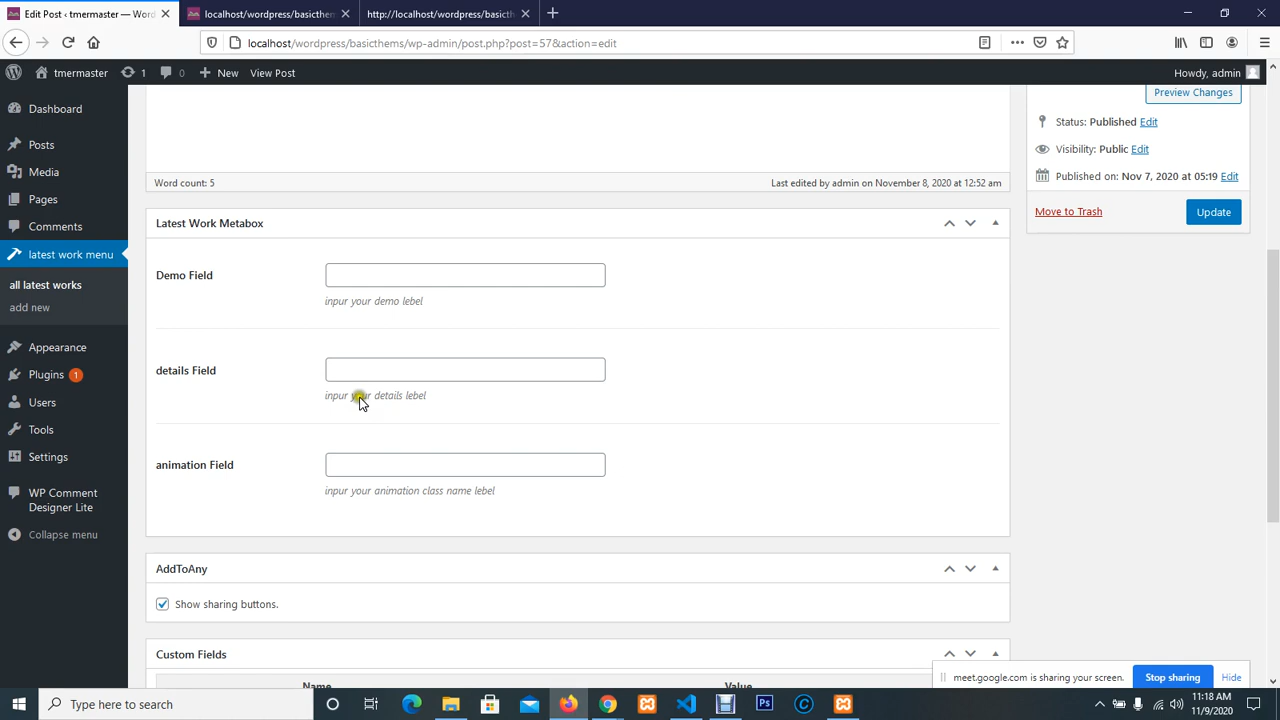 Edit Post ‹ tmermaster — Word
localhost/wordpress/basicthem
http://localhost/wordpress/basicth
localhost/wordpress/basicthems/wp-admin/post.php?post=57&action=edit
tmermaster
1
0
New
View Post
Howdy, admin
Dashboard
Posts
Media
Pages
Comments
latest work menu
all latest works
add new
Appearance
Plugins 1
Users
Tools
Settings
WP Comment
Designer Lite
Collapse menu
Word count: 5
Last edited by admin on November 8, 2020 at 12:52 am
Latest Work Metabox
Demo Field
inpur your demo lebel
details Field
inpur your details lebel
animation Field
inpur your animation class name lebel
AddToAny
Show sharing buttons.
Custom Fields
Name
Value
Preview Changes
Status: Published Edit
Visibility: Public Edit
Published on: Nov 7, 2020 at 05:19 Edit
Move to Trash
Update
meet.google.com is sharing your screen.
Stop sharing
Hide
Type here to search
11:18 AM
11/9/2020